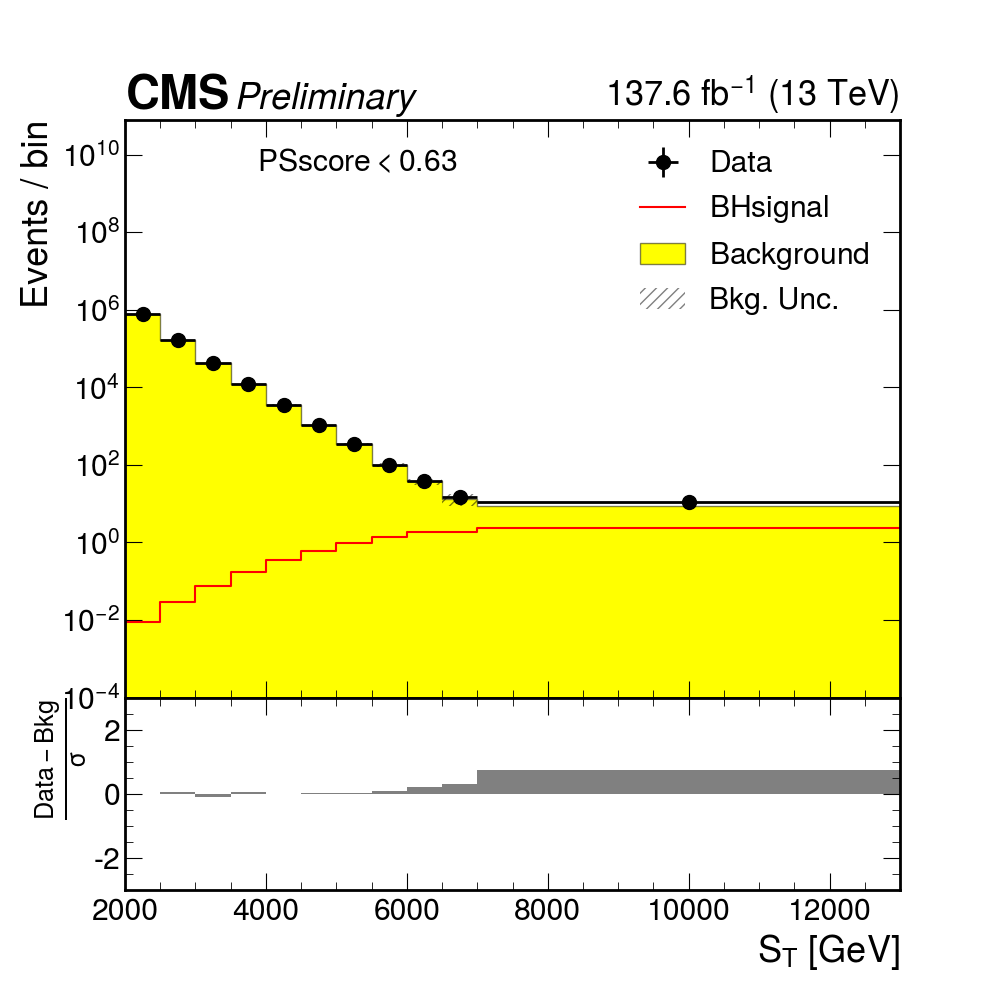 CMS Preliminary 137.6 fb⁻¹ (13 TeV)
Events / bin
PSscore < 0.63
Data
BHsignal
Background
Bkg. Unc.
10¹⁰
10⁸
10⁶
10⁴
10²
10⁰
10⁻²
10⁻⁴
Data – Bkg
σ
2
0
-2
2000 4000 6000 8000 10000 12000
S_T [GeV]